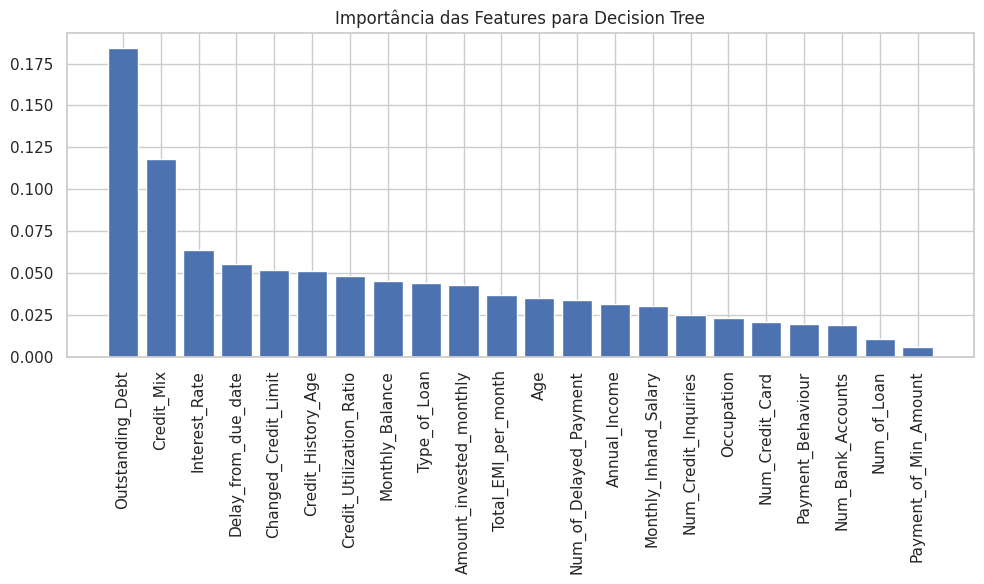 Importância das Features para Decision Tree
0.175
0.150
0.125
0.100
0.075
0.050
0.025
0.000
Outstanding_Debt
Credit_Mix
Interest_Rate
Delay_from_due_date
Changed_Credit_Limit
Credit_History_Age
Credit_Utilization_Ratio
Monthly_Balance
Type_of_Loan
Amount_invested_monthly
Total_EMI_per_month
Age
Num_of_Delayed_Payment
Annual_Income
Monthly_Inhand_Salary
Num_Credit_Inquiries
Occupation
Num_Credit_Card
Payment_Behaviour
Num_Bank_Accounts
Num_of_Loan
Payment_of_Min_Amount